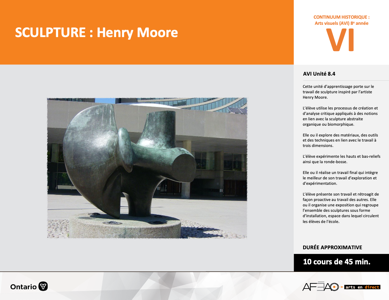 SCULPTURE : Henry Moore
CONTINUUM HISTORIQUE :
Arts visuels (AVI) 8e année
VI
AVI Unité 8.4
Cette unité d'apprentissage porte sur le
travail de sculpture inspiré par l'artiste
Henry Moore.
L'élève utilise les processus de création et
d'analyse critique appliqués à des notions
en lien avec la sculpture abstraite
organique ou biomorphique.
Elle ou il explore des matériaux, des outils
et des techniques en lien avec le travail à
trois dimensions.
L'élève expérimente les hauts et bas-reliefs
ainsi que la ronde-bosse.
Elle ou il réalise un travail final qui intègre
le meilleur de son travail d'exploration et
d'expérimentation.
L'élève présente son travail et rétroagit de
façon proactive au travail des autres. Elle
ou il organise une exposition qui regroupe
l'ensemble des sculptures sous forme
d'installation, espace dans lequel circulent
les élèves de l'école.
DURÉE APPROXIMATIVE
10 cours de 45 min.
Ontario
AFEAO
arts en direct